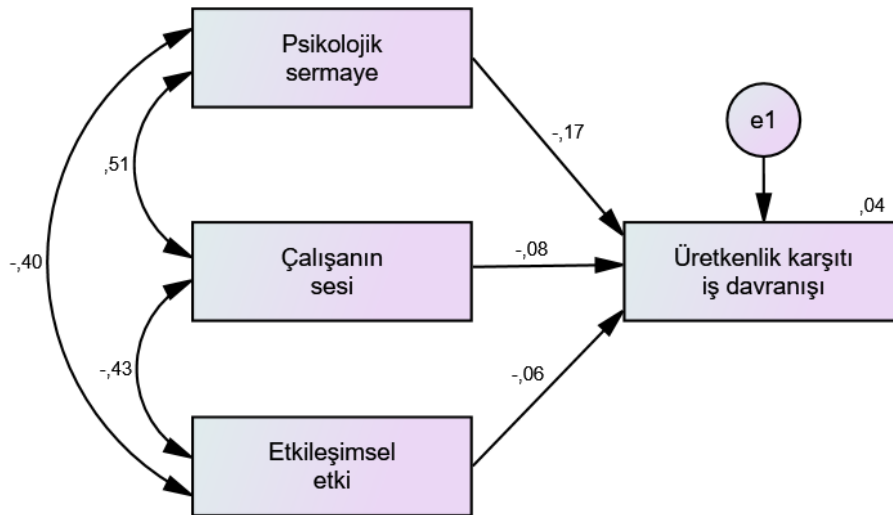 Psikolojik
sermaye
-,17
e1
,51
,04
-,40
Çalışanın
sesi
-,08
Üretkenlik karşıtı
iş davranışı
-,43
-,06
Etkileşimsel
etki